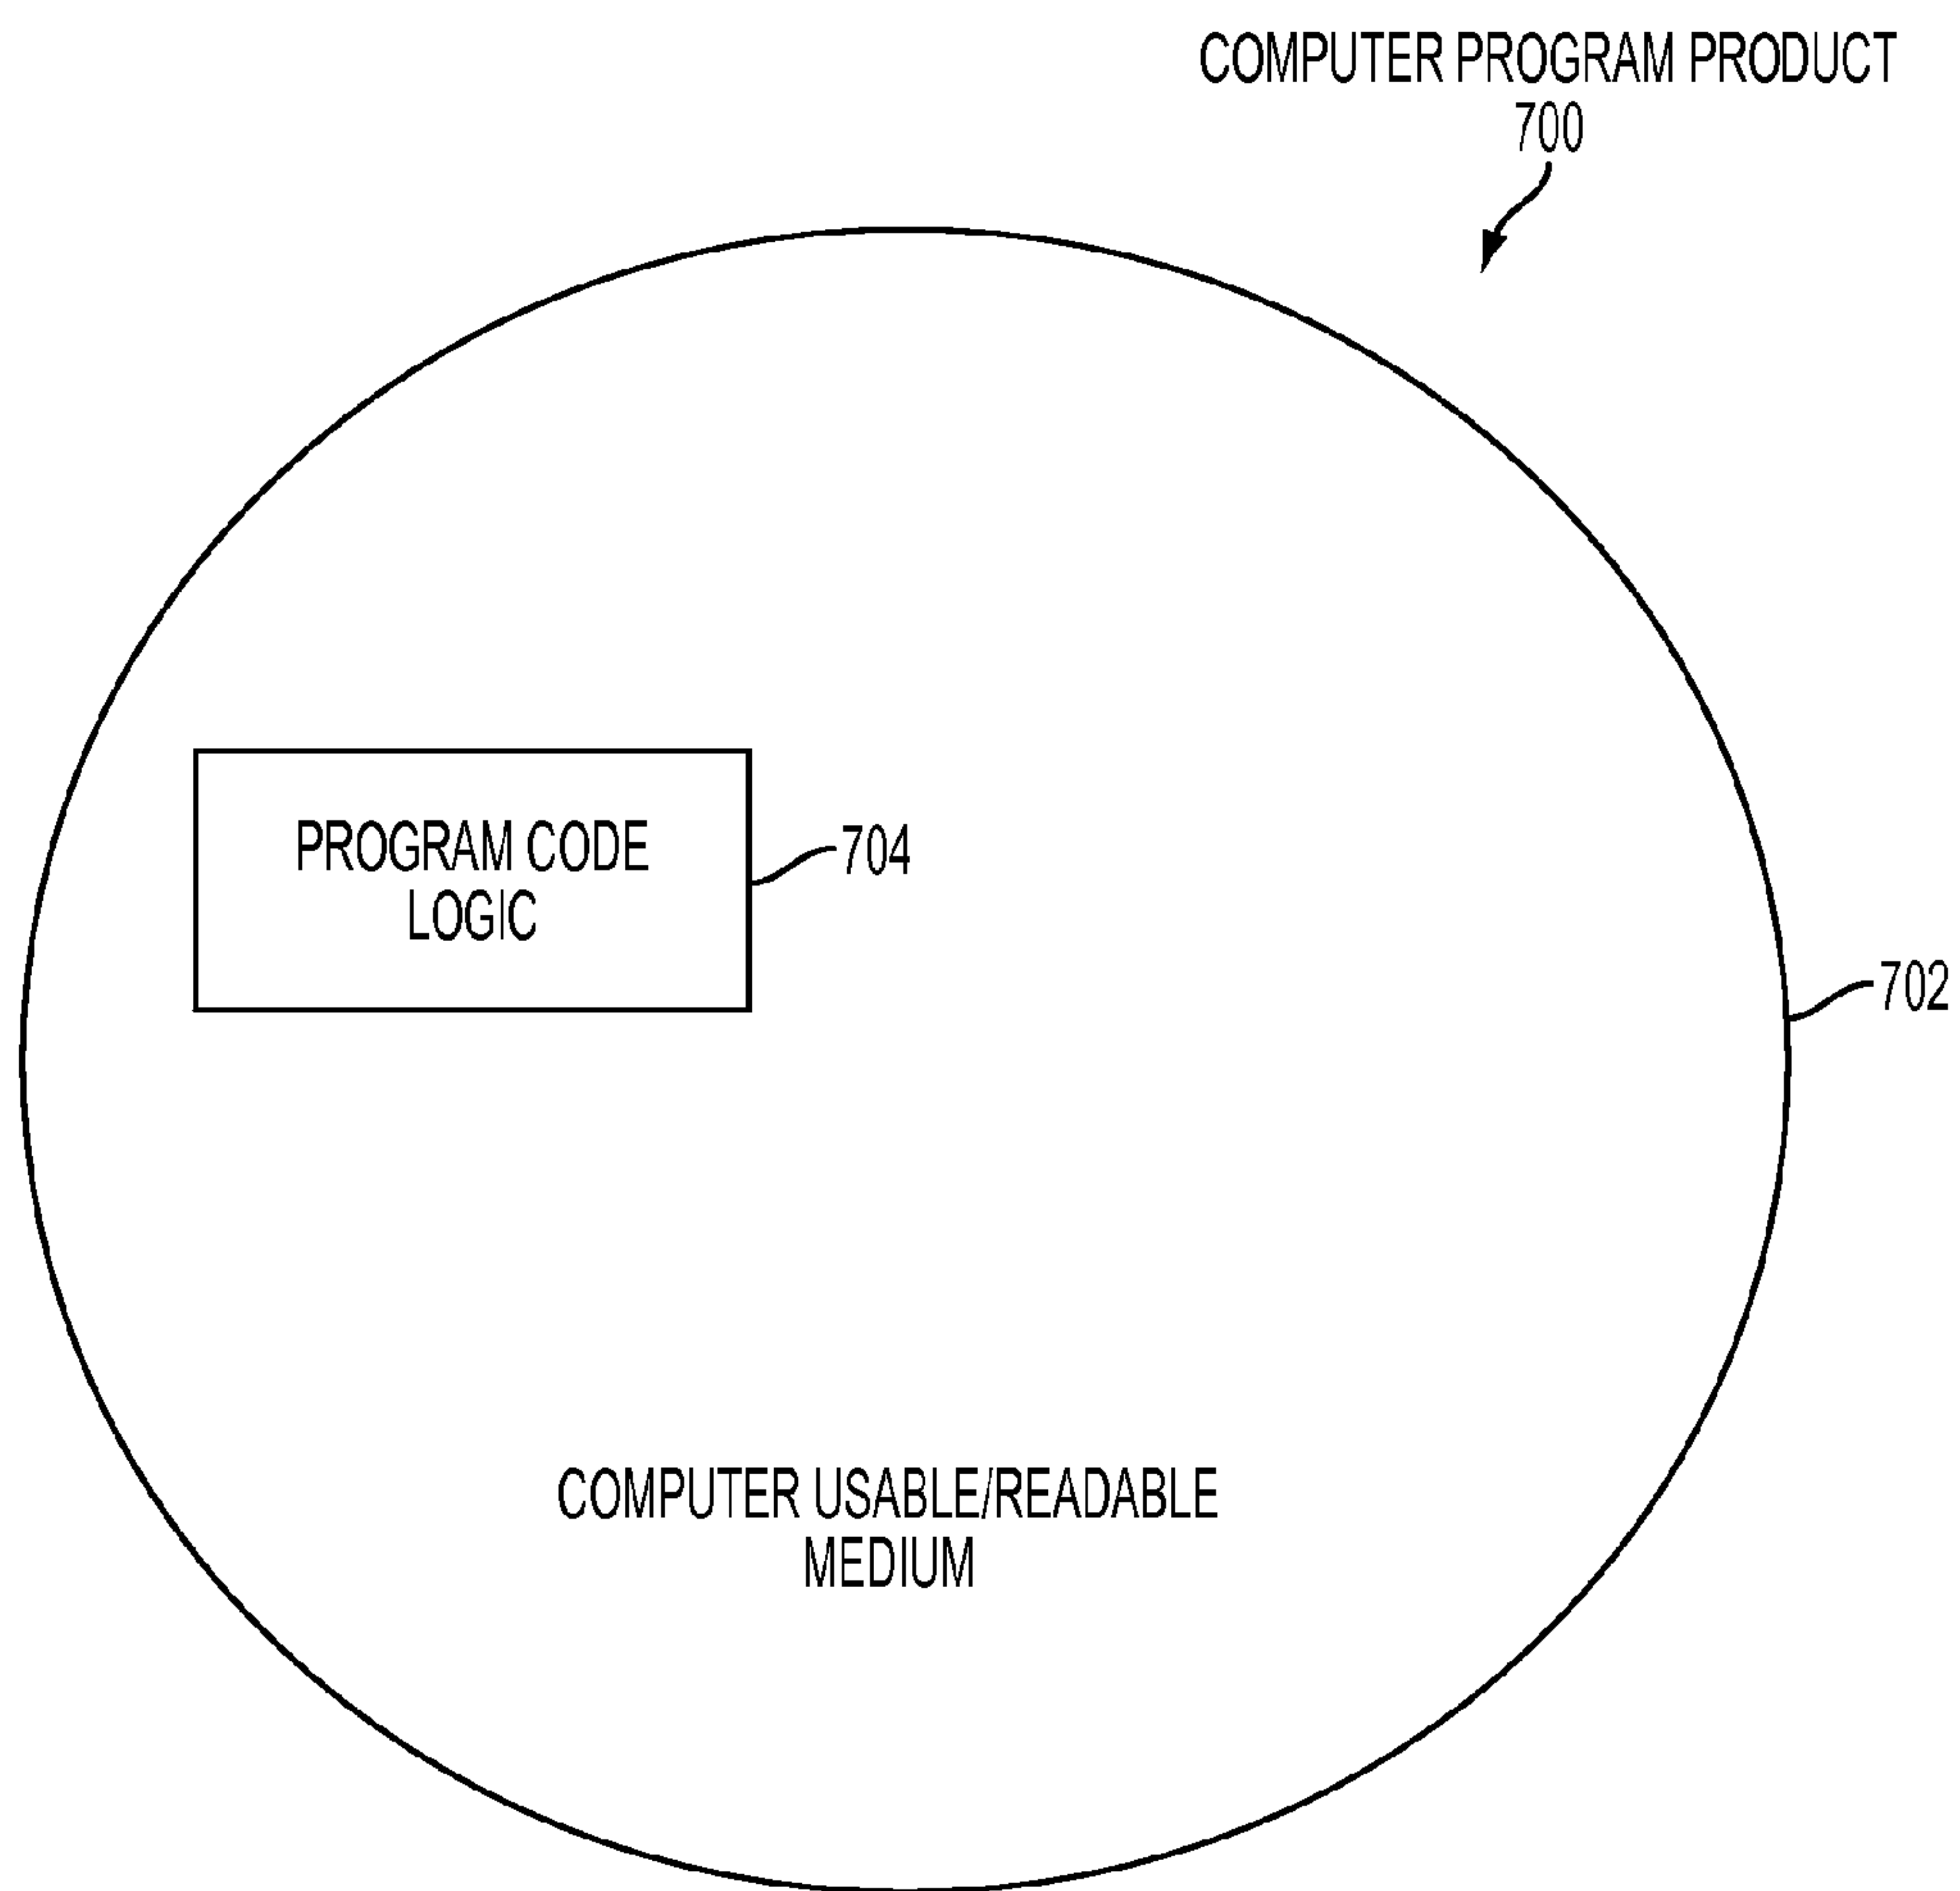 COMPUTER PROGRAM PRODUCT
700
PROGRAM CODE
LOGIC
704
702
COMPUTER USABLE/READABLE
MEDIUM